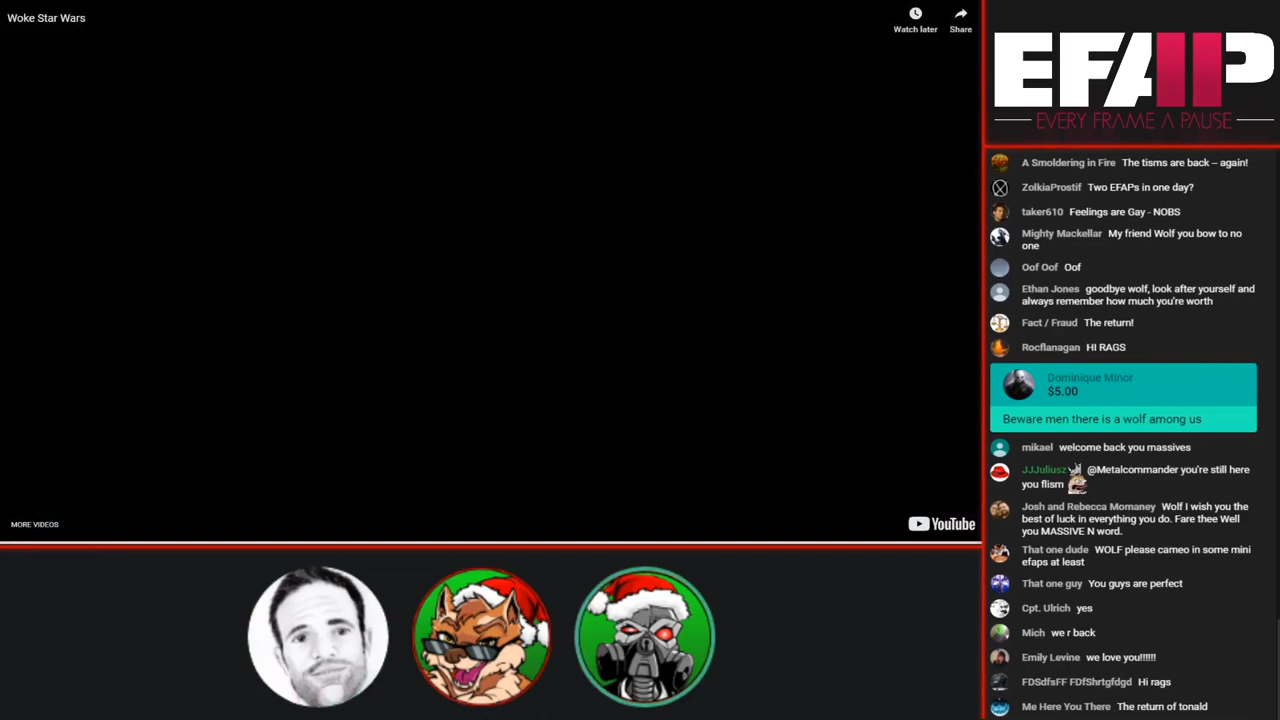 Woke Star Wars
Watch later
Share
EFAP
EVERY FRAME A PAUSE
A Smoldering in Fire The tisms are back – again!
ZolkiaProstif Two EFAPs in one day?
taker610 Feelings are Gay - NOBS
Mighty Mackellar My friend Wolf you bow to no
one
Oof Oof Oof
Ethan Jones goodbye wolf, look after yourself and
always remember how much you're worth
Fact / Fraud The return!
Rocflanagan HI RAGS
Dominique Minor
$5.00
Beware men there is a wolf among us
mikael welcome back you massives
JJJuliusz @Metalcommander you're still here
you flism
Josh and Rebecca Momaney Wolf I wish you the
best of luck in everything you do. Fare thee Well
you MASSIVE N word.
That one dude WOLF please cameo in some mini
efaps at least
That one guy You guys are perfect
Cpt. Ulrich yes
Mich we r back
Emily Levine we love you!!!!!!
FDSdfsFF FDfShrtgfdgd Hi rags
Me Here You There The return of tonald
MORE VIDEOS
YouTube